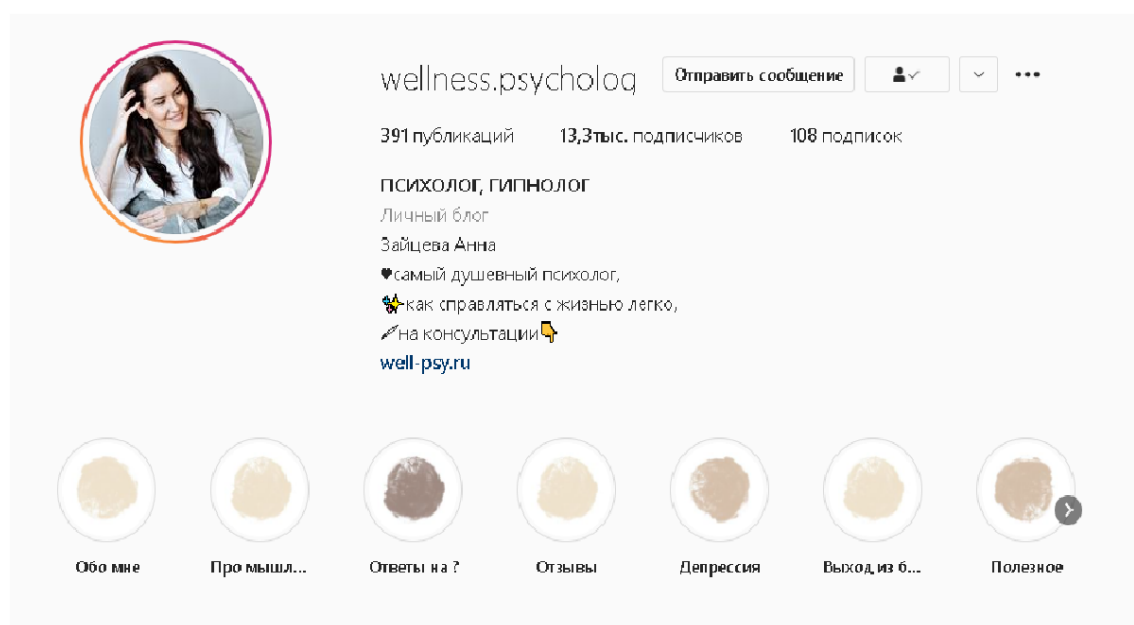 wellness.psycholog Отправить сообщение
391 публикаций 13,3тыс. подписчиков 108 подписок
ПСИХОЛОГ, ГИПНОЛОГ
Личный блог
Зайцева Анна
♥самый душевный психолог,
✨как справляться с жизнью легко,
🖋на консультации👇
well-psy.ru
Обо мне Про мышл... Ответы на ? Отзывы Депрессия Выход из б... Полезное